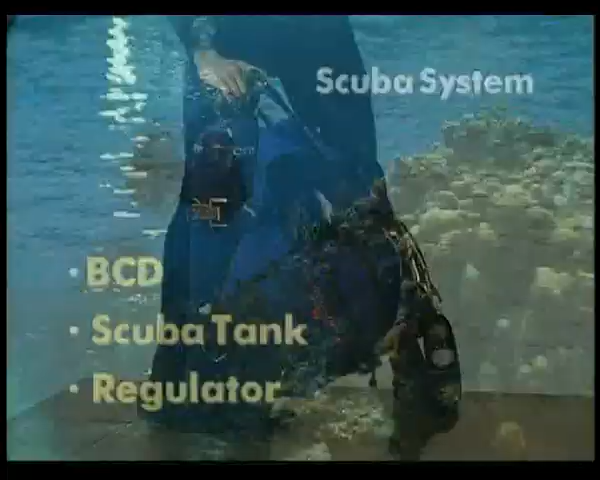 Scuba System
• BCD
• Scuba Tank
• Regulator